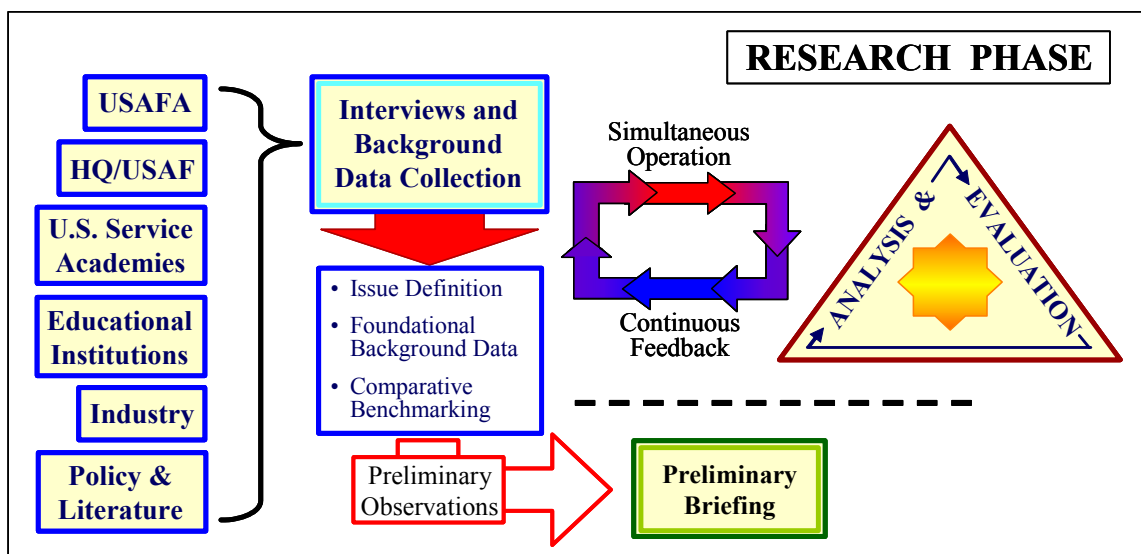 RESEARCH PHASE
USAFA
HQ/USAF
U.S. Service
Academies
Educational
Institutions
Industry
Policy &
Literature
Interviews and
Background
Data Collection
• Issue Definition
• Foundational
Background Data
• Comparative
Benchmarking
Preliminary
Observations
Simultaneous
Operation
Continuous
Feedback
ANALYSIS &
EVALUATION
Preliminary
Briefing